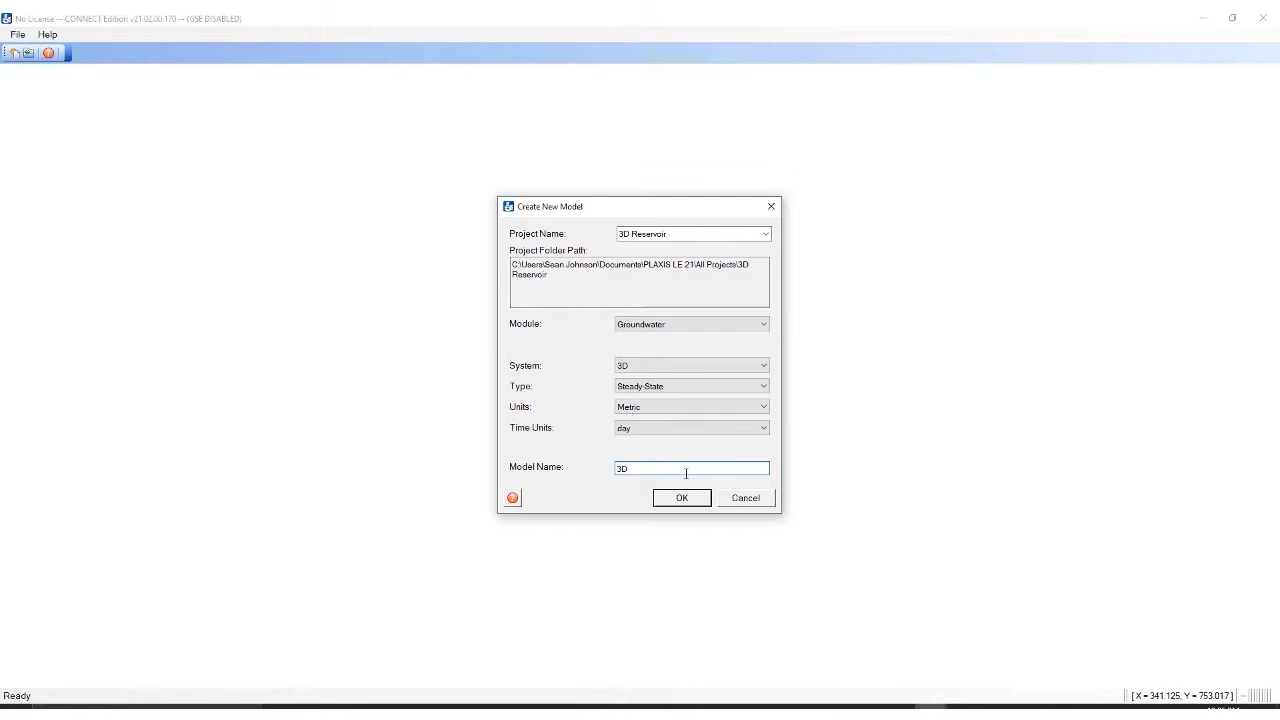 No License -- CONNECT Edition v21.02.00.170 -- (GSE DISABLED)
File Help
Create New Model
Project Name: 3D Reservoir
Project Folder Path:
C:\Users\Sean.Johnson\Documents\PLAXIS LE 21\All Projects\3D
Reservoir
Module: Groundwater
System: 3D
Type: Steady-State
Units: Metric
Time Units: day
Model Name: 3D
OK Cancel
Ready [ X = 341.125, Y = 753.017 ] --